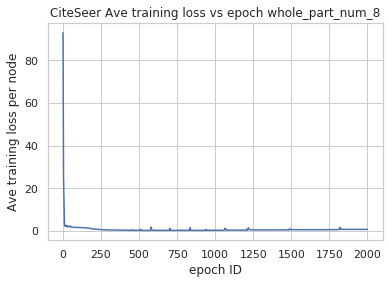 CiteSeer Ave training loss vs epoch whole_part_num_8
Ave training loss per node
80
60
40
20
0
0 250 500 750 1000 1250 1500 1750 2000
epoch ID